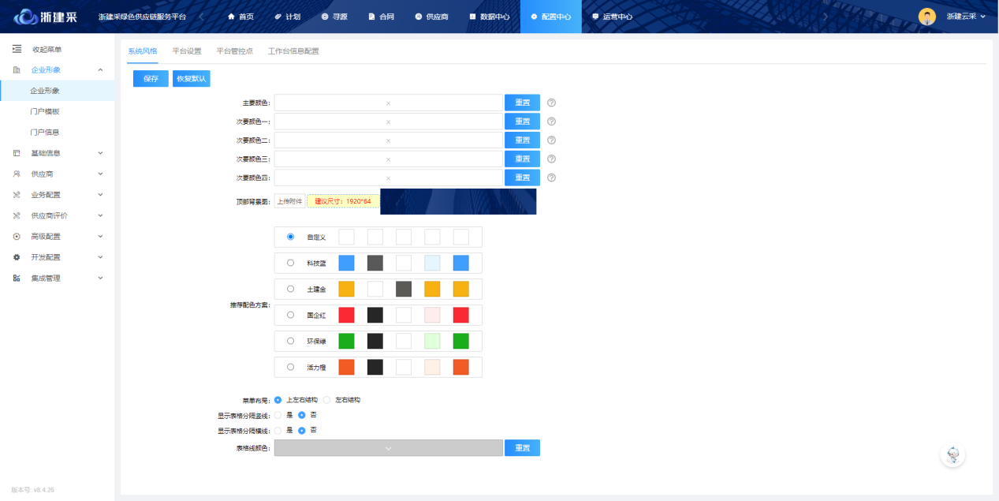 浙建采 浙建采绿色供应链服务平台 首页 计划 寻源 合同 供应商 数据中心 配置中心 运营中心 浙建云采
收起菜单
企业形象
企业形象
门户模板
门户信息
基础信息
供应商
业务配置
供应商评价
高级配置
开发配置
集成管理
版本号: v8.4.26
系统风格 平台设置 平台管控点 工作台信息配置
保存 恢复默认
主要颜色: × 重置
次要颜色一: × 重置
次要颜色二: × 重置
次要颜色三: × 重置
次要颜色四: × 重置
顶部背景图: 上传附件 建议尺寸：1920*64
推荐配色方案:
自定义
科技蓝
土建金
国企红
环保绿
活力橙
菜单布局: 上左右结构 左右结构
显示表格分隔竖线: 是 否
显示表格分隔横线: 是 否
表格线颜色: 重置